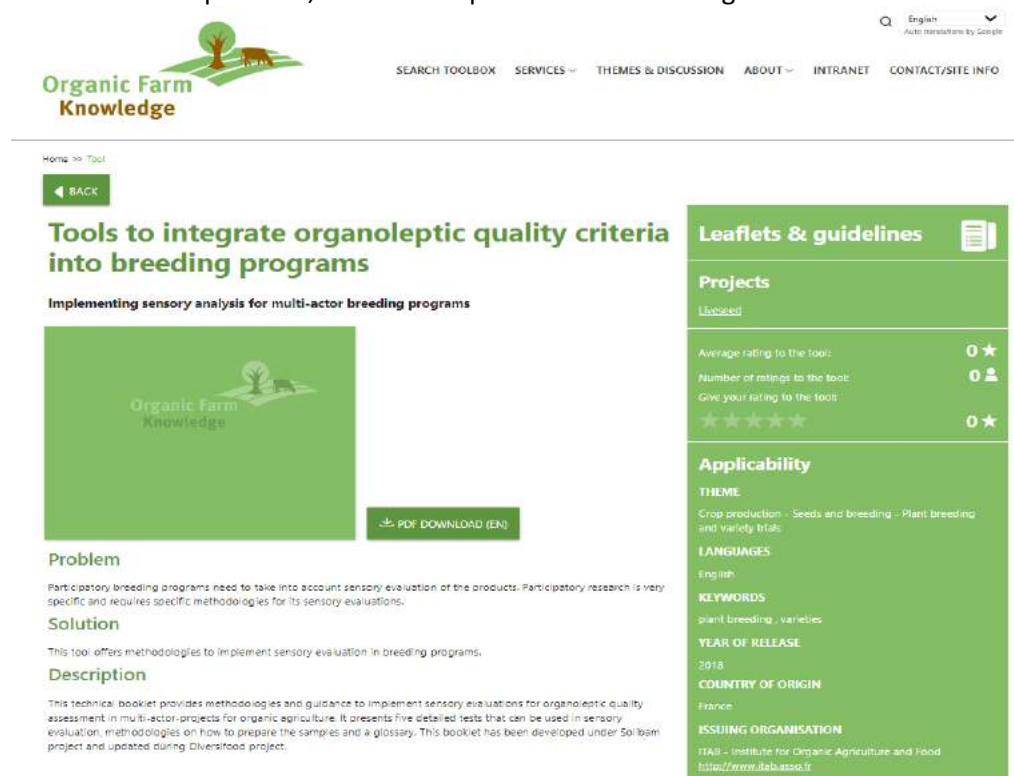 English
Auto translations by Google
Organic Farm
Knowledge
SEARCH TOOLBOX SERVICES THEMES & DISCUSSION ABOUT INTRANET CONTACT/SITE INFO
Home >> Tool
BACK
Tools to integrate organoleptic quality criteria
into breeding programs
Implementing sensory analysis for multi-actor breeding programs
Organic Farm
Knowledge
PDF DOWNLOAD (EN)
Problem
Participatory breeding programs need to take into account sensory evaluation of the products. Participatory research is very
specific and requires specific methodologies for its sensory evaluations.
Solution
This tool offers methodologies to implement sensory evaluation in breeding programs.
Description
This technical booklet provides methodologies and guidance to implement sensory evaluations for organoleptic quality
assessment in multi-actor-projects for organic agriculture. It presents five detailed tests that can be used in sensory
evaluation, methodologies on how to prepare the samples and a glossary. This booklet has been developed under Solibam
project and updated during Diversifood project.
Leaflets & guidelines
Projects
Liveseed
Average rating to the tool: 0
Number of ratings to the tool: 0
Give your rating to the tool:
0
Applicability
THEME
Crop production - Seeds and breeding - Plant breeding
and variety trials
LANGUAGES
English
KEYWORDS
plant breeding , varieties
YEAR OF RELEASE
2018
COUNTRY OF ORIGIN
France
ISSUING ORGANISATION
ITAB - Institute for Organic Agriculture and Food
http://www.itab.asso.fr